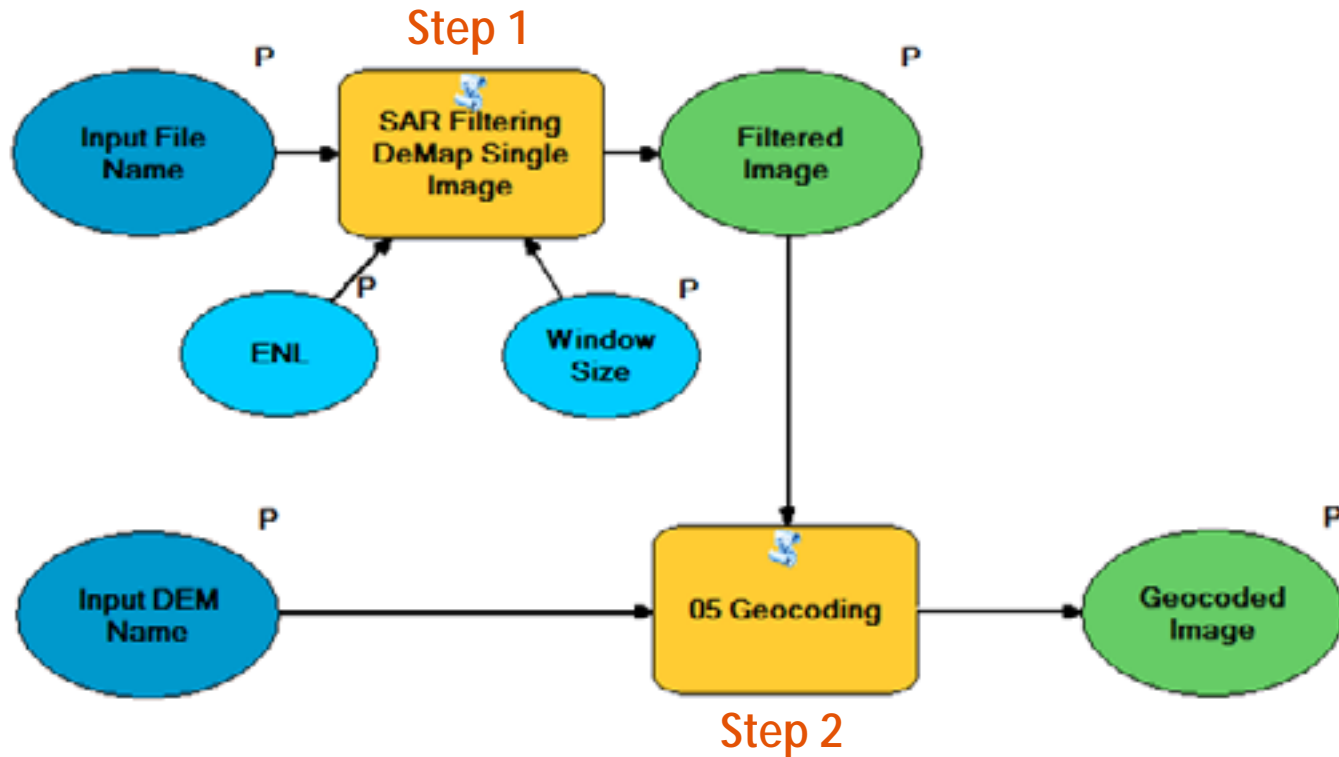 Step 1
P
P
Input File
Name
SAR Filtering
DeMap Single
Image
Filtered
Image
P
P
ENL
Window
Size
P
P
Input DEM
Name
05 Geocoding
Geocoded
Image
Step 2